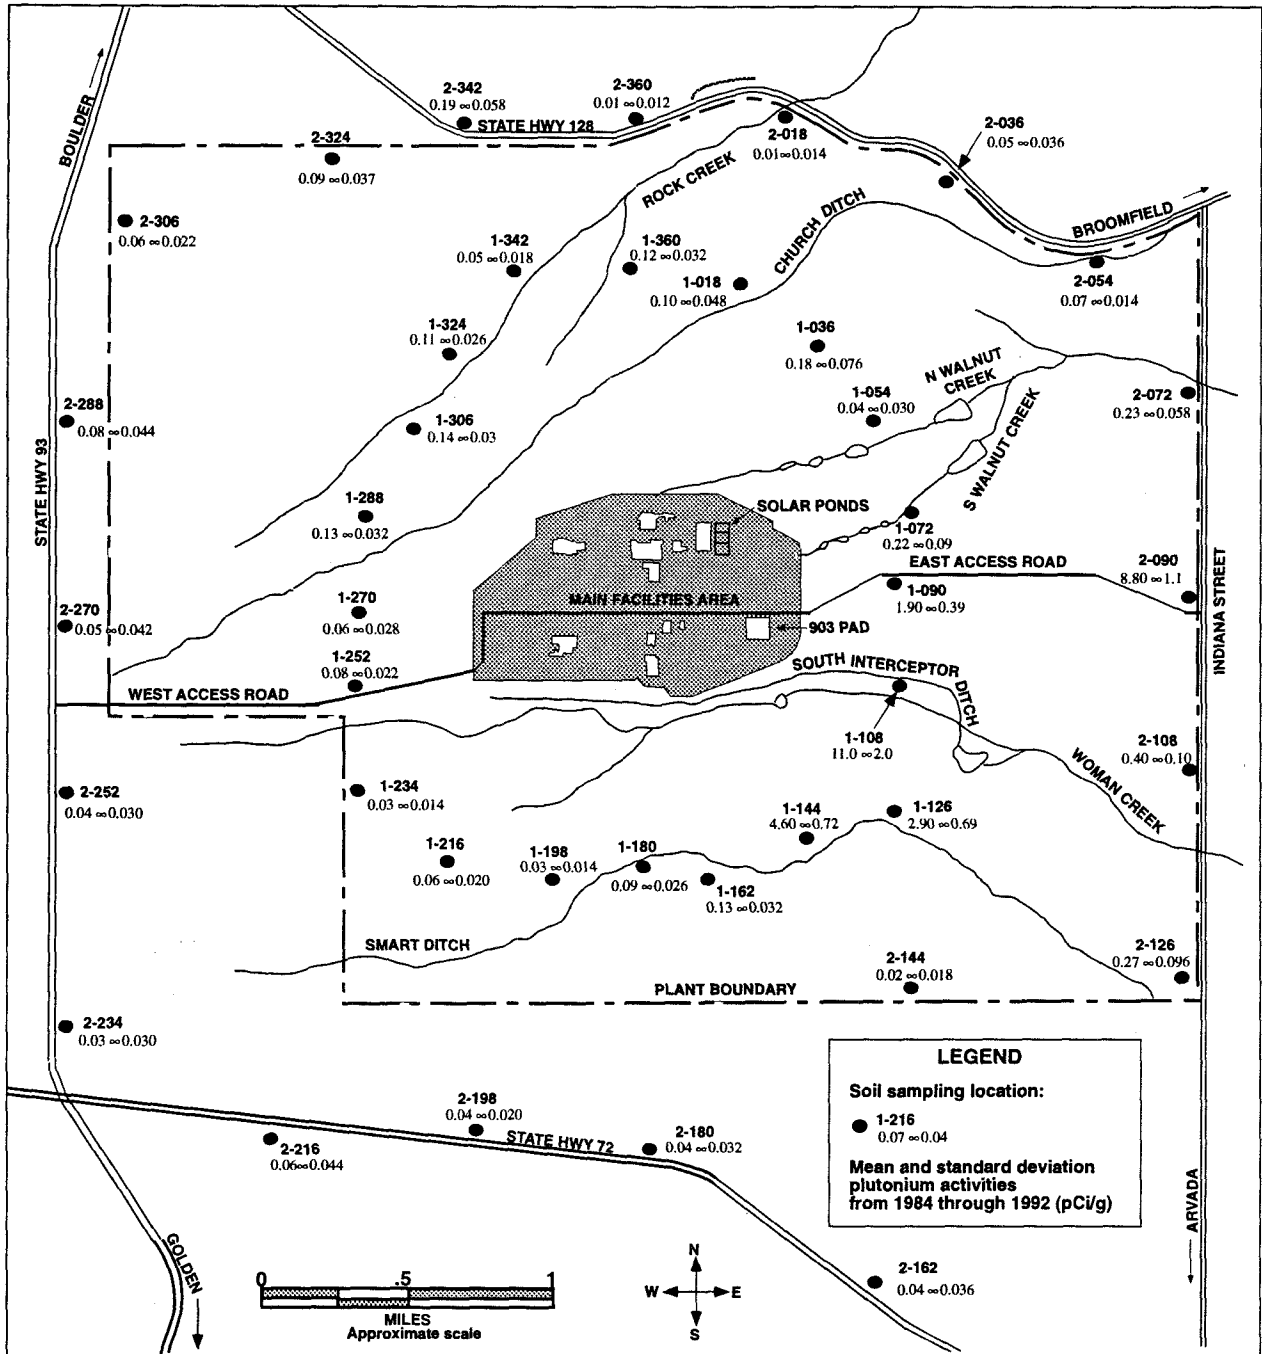 2-342
0.19 ∞0.058
2-360
0.01 ∞0.012
STATE HWY 128
2-018
0.01∞0.014
2-036
0.05 ∞0.036
BOULDER
2-324
0.09 ∞0.037
2-306
0.06 ∞0.022
ROCK CREEK
CHURCH DITCH
BROOMFIELD
1-342
0.05 ∞0.018
1-360
0.12 ∞0.032
1-018
0.10 ∞0.048
2-054
0.07 ∞0.014
1-324
0.11 ∞0.026
1-036
0.18 ∞0.076
N WALNUT
CREEK
1-054
0.04 ∞0.030
2-072
0.23 ∞0.058
2-288
0.08 ∞0.044
1-306
0.14 ∞0.03
S WALNUT CREEK
STATE HWY 93
1-288
0.13 ∞0.032
SOLAR PONDS
1-072
0.22 ∞0.09
EAST ACCESS ROAD
2-090
8.80 ∞1.1
INDIANA STREET
1-090
1.90 ∞0.39
MAIN FACILITIES AREA
2-270
0.05 ∞0.042
1-270
0.06 ∞0.028
903 PAD
1-252
0.08 ∞0.022
SOUTH INTERCEPTOR
DITCH
WEST ACCESS ROAD
1-108
11.0 ∞2.0
2-108
0.40 ∞0.10
WOMAN CREEK
2-252
0.04 ∞0.030
1-234
0.03 ∞0.014
1-144
4.60 ∞0.72
1-126
2.90 ∞0.69
1-216
0.06 ∞0.020
1-198
0.03 ∞0.014
1-180
0.09 ∞0.026
1-162
0.13 ∞0.032
SMART DITCH
2-144
0.02 ∞0.018
2-126
0.27 ∞0.096
PLANT BOUNDARY
2-234
0.03 ∞0.030
LEGEND
Soil sampling location:
1-216
0.07 ∞0.04
Mean and standard deviation
plutonium activities
from 1984 through 1992 (pCi/g)
2-198
0.04 ∞0.020
STATE HWY 72
2-216
0.06∞0.044
2-180
0.04 ∞0.032
ARVADA
GOLDEN
2-162
0.04 ∞0.036
0 .5 1
MILES
Approximate scale
N
W E
S